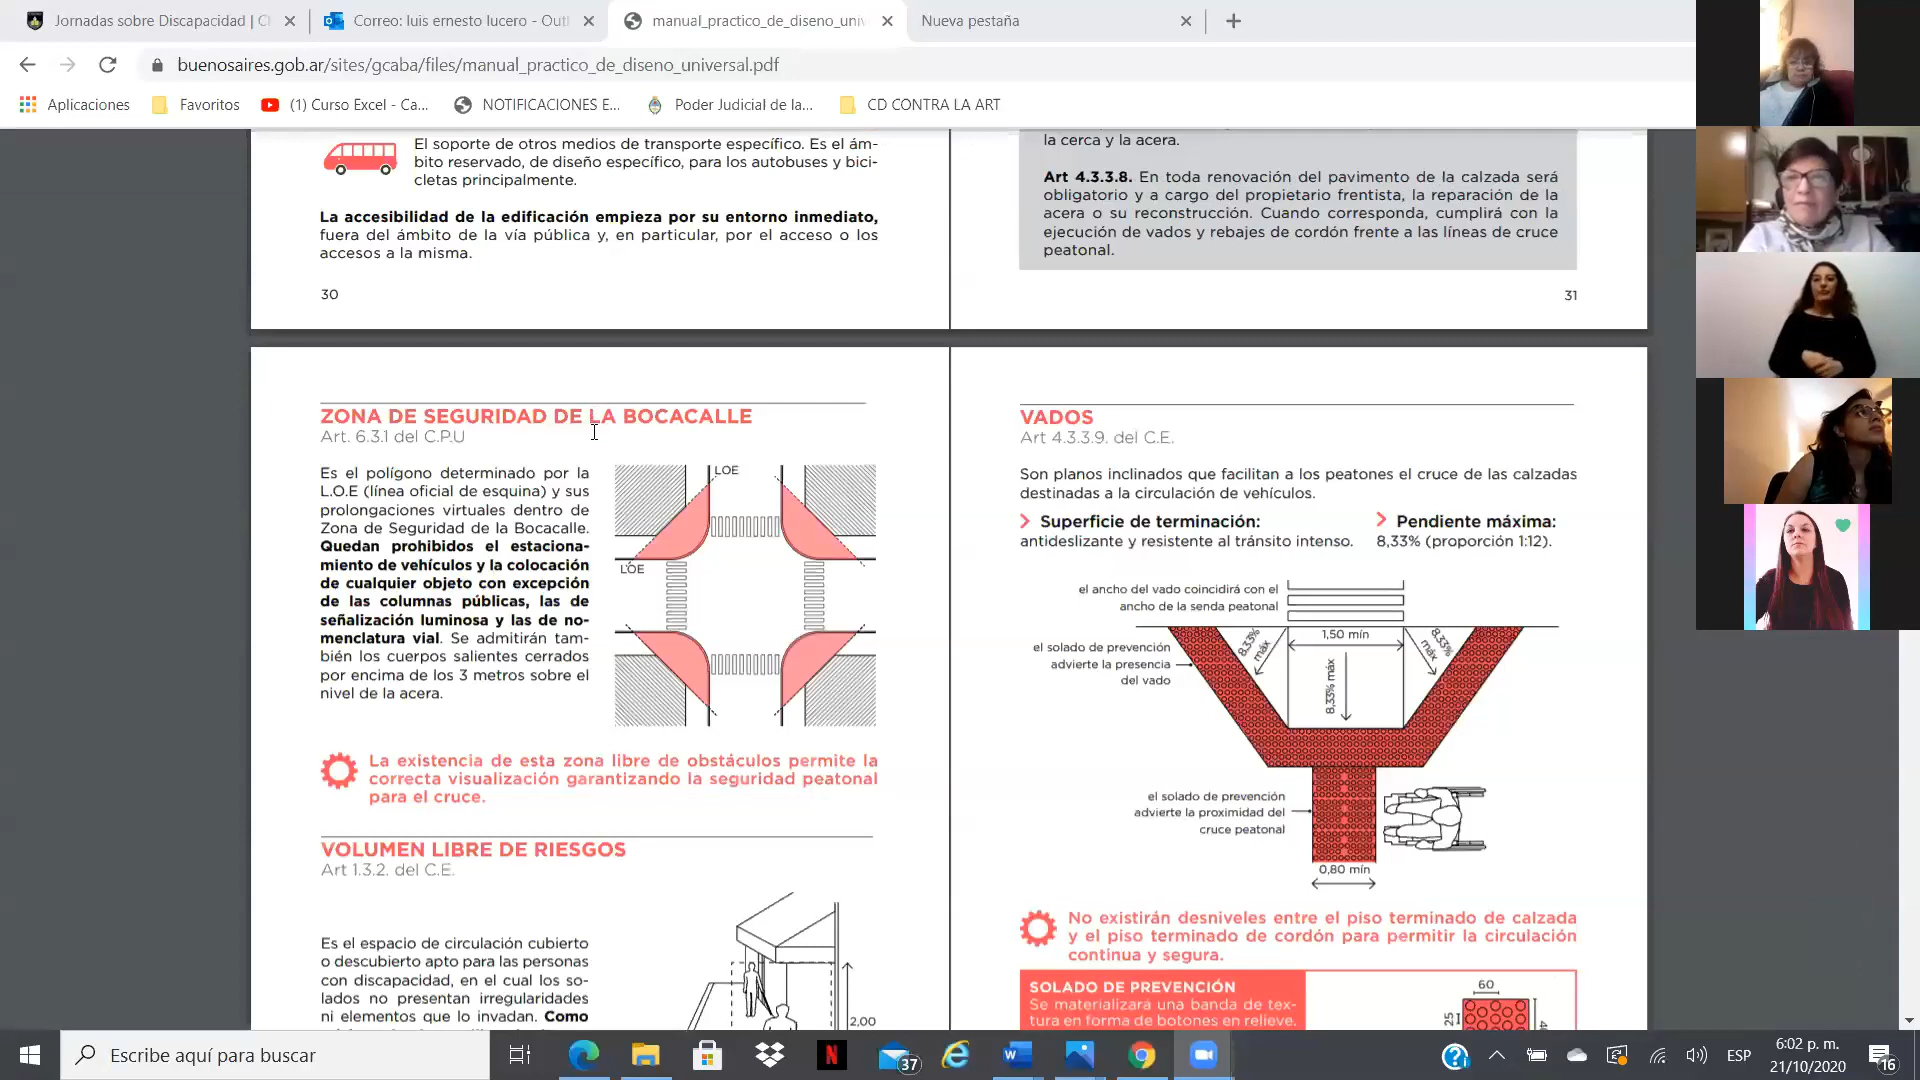 Jornadas sobre Discapacidad | C
Correo: luis ernesto lucero - Out
manual_practico_de_diseno_univ
Nueva pestaña
buenosaires.gob.ar/sites/gcaba/files/manual_practico_de_diseno_universal.pdf
Aplicaciones
Favoritos
(1) Curso Excel - Ca...
NOTIFICACIONES E...
Poder Judicial de la...
CD CONTRA LA ART
El soporte de otros medios de transporte específico. Es el ám-
bito reservado, de diseño específico, para los autobuses y bici-
cletas principalmente.
La accesibilidad de la edificación empieza por su entorno inmediato,
fuera del ámbito de la vía pública y, en particular, por el acceso o los
accesos a la misma.
30
la cerca y la acera.
Art 4.3.3.8. En toda renovación del pavimento de la calzada será
obligatorio y a cargo del propietario frentista, la reparación de la
acera o su reconstrucción. Cuando corresponda, cumplirá con la
ejecución de vados y rebajes de cordón frente a las líneas de cruce
peatonal.
31
ZONA DE SEGURIDAD DE LA BOCACALLE
Art. 6.3.1 del C.P.U
Es el polígono determinado por la
L.O.E (línea oficial de esquina) y sus
prolongaciones virtuales dentro de
Zona de Seguridad de la Bocacalle.
Quedan prohibidos el estaciona-
miento de vehículos y la colocación
de cualquier objeto con excepción
de las columnas públicas, las de
señalización luminosa y las de no-
menclatura vial. Se admitirán tam-
bién los cuerpos salientes cerrados
por encima de los 3 metros sobre el
nivel de la acera.
LOE
LOE
La existencia de esta zona libre de obstáculos permite la
correcta visualización garantizando la seguridad peatonal
para el cruce.
VOLUMEN LIBRE DE RIESGOS
Art 1.3.2. del C.E.
Es el espacio de circulación cubierto
o descubierto apto para las personas
con discapacidad, en el cual los so-
lados no presentan irregularidades
ni elementos que lo invadan. Como
2,00
VADOS
Art 4.3.3.9. del C.E.
Son planos inclinados que facilitan a los peatones el cruce de las calzadas
destinadas a la circulación de vehículos.
Superficie de terminación:
antideslizante y resistente al tránsito intenso.
Pendiente máxima:
8,33% (proporción 1:12).
el ancho del vado coincidirá con el
ancho de la senda peatonal
el solado de prevención
advierte la presencia
del vado
8,33%
máx
1,50 mín
8,33%
máx
8,33% máx
el solado de prevención
advierte la proximidad del
cruce peatonal
0,80 mín
No existirán desniveles entre el piso terminado de calzada
y el piso terminado de cordón para permitir la circulación
continua y segura.
SOLADO DE PREVENCIÓN
Se materializará una banda de tex-
tura en forma de botones en relieve.
60
25
Escribe aquí para buscar
37
ESP
6:02 p. m.
21/10/2020
16